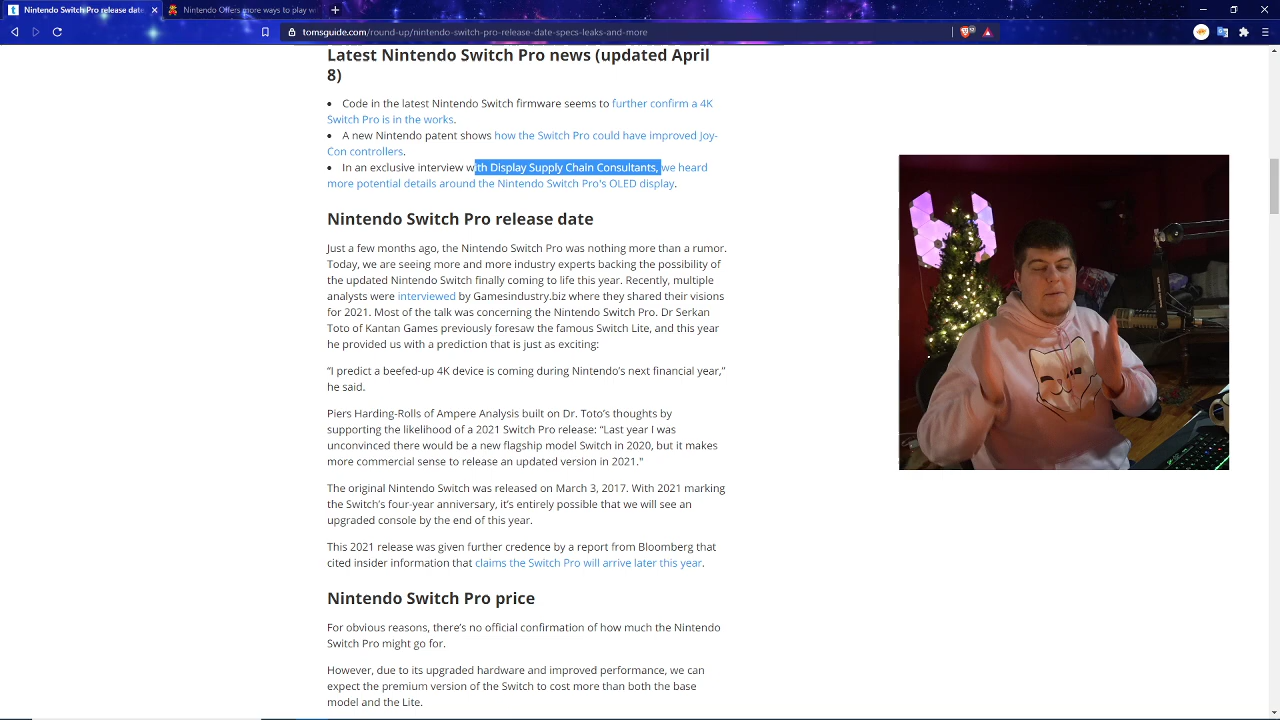 Nintendo Switch Pro release date
Nintendo Offers more ways to play wi
tomsguide.com/round-up/nintendo-switch-pro-release-date-specs-leaks-and-more
Latest Nintendo Switch Pro news (updated April
8)
• Code in the latest Nintendo Switch firmware seems to further confirm a 4K
Switch Pro is in the works.
• A new Nintendo patent shows how the Switch Pro could have improved Joy-
Con controllers.
• In an exclusive interview with Display Supply Chain Consultants, we heard
more potential details around the Nintendo Switch Pro's OLED display.
Nintendo Switch Pro release date
Just a few months ago, the Nintendo Switch Pro was nothing more than a rumor.
Today, we are seeing more and more industry experts backing the possibility of
the updated Nintendo Switch finally coming to life this year. Recently, multiple
analysts were interviewed by Gamesindustry.biz where they shared their visions
for 2021. Most of the talk was concerning the Nintendo Switch Pro. Dr Serkan
Toto of Kantan Games previously foresaw the famous Switch Lite, and this year
he provided us with a prediction that is just as exciting:
“I predict a beefed-up 4K device is coming during Nintendo’s next financial year,”
he said.
Piers Harding-Rolls of Ampere Analysis built on Dr. Toto’s thoughts by
supporting the likelihood of a 2021 Switch Pro release: “Last year I was
unconvinced there would be a new flagship model Switch in 2020, but it makes
more commercial sense to release an updated version in 2021."
The original Nintendo Switch was released on March 3, 2017. With 2021 marking
the Switch’s four-year anniversary, it’s entirely possible that we will see an
upgraded console by the end of this year.
This 2021 release was given further credence by a report from Bloomberg that
cited insider information that claims the Switch Pro will arrive later this year.
Nintendo Switch Pro price
For obvious reasons, there’s no official confirmation of how much the Nintendo
Switch Pro might go for.
However, due to its upgraded hardware and improved performance, we can
expect the premium version of the Switch to cost more than both the base
model and the Lite.